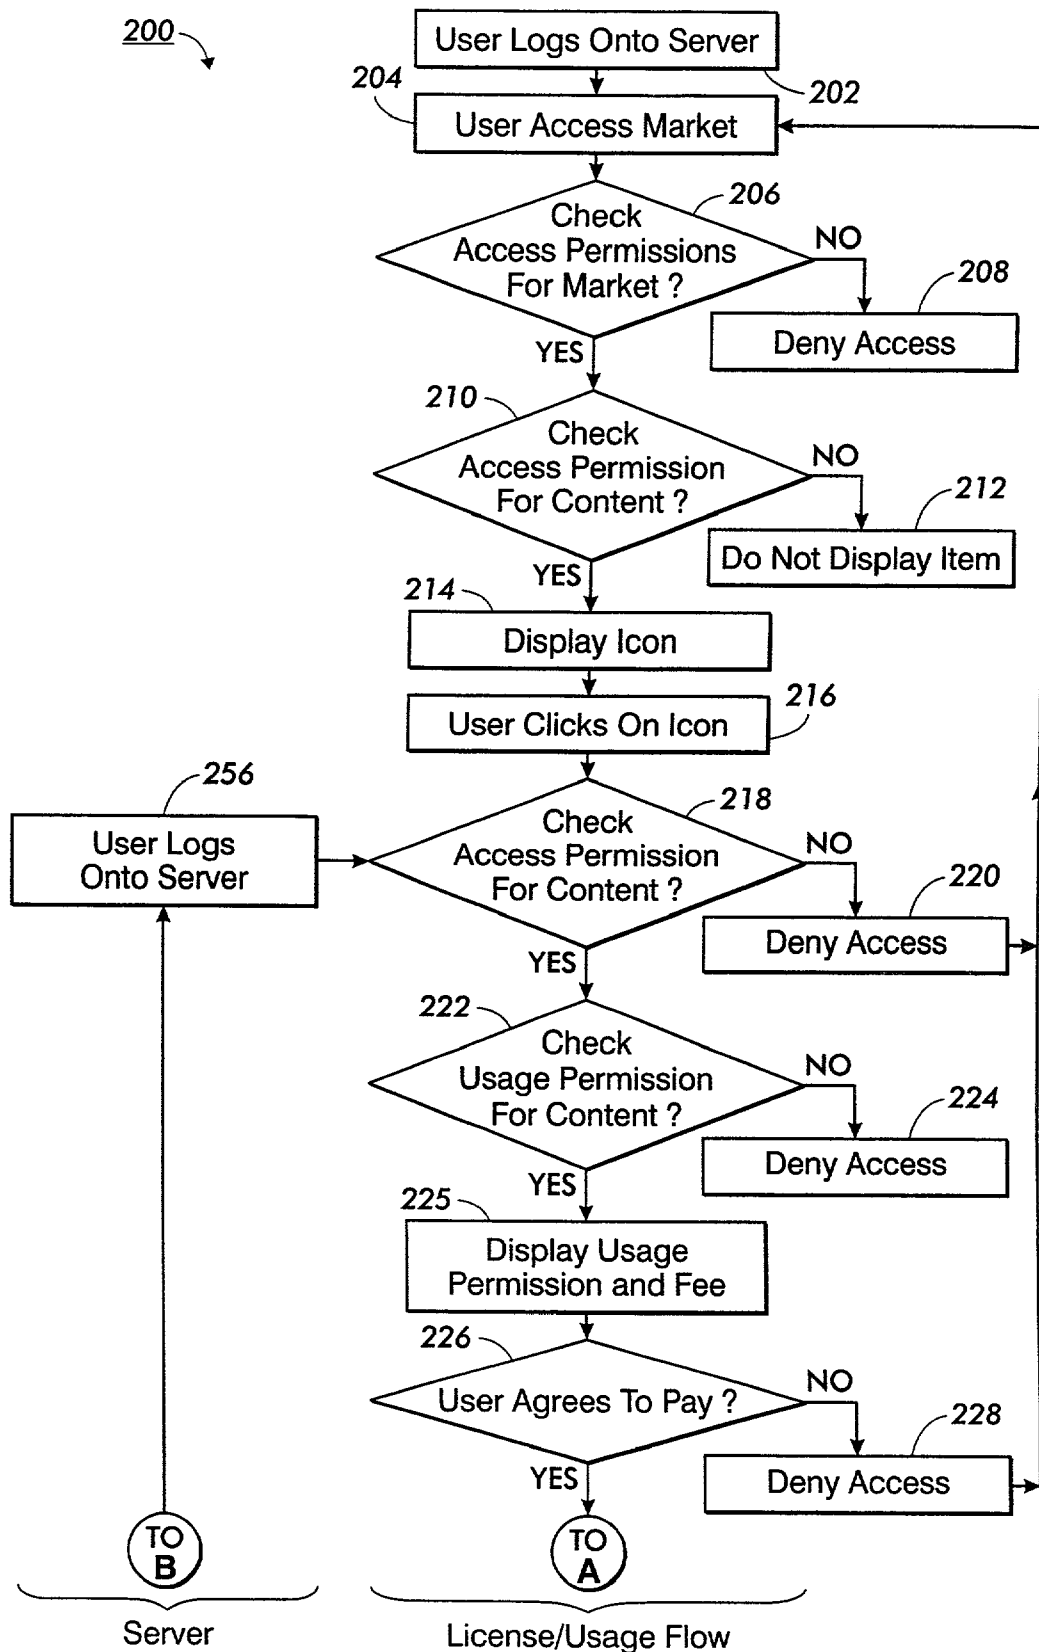 200
User Logs Onto Server
202
204
User Access Market
206
Check
Access Permissions
For Market ?
NO
208
Deny Access
YES
210
Check
Access Permission
For Content ?
NO
212
Do Not Display Item
YES
214
Display Icon
216
User Clicks On Icon
256
User Logs
Onto Server
218
Check
Access Permission
For Content ?
NO
220
Deny Access
YES
222
Check
Usage Permission
For Content ?
NO
224
Deny Access
YES
225
Display Usage
Permission and Fee
226
User Agrees To Pay ?
NO
228
Deny Access
YES
TO
B
TO
A
Server
License/Usage Flow